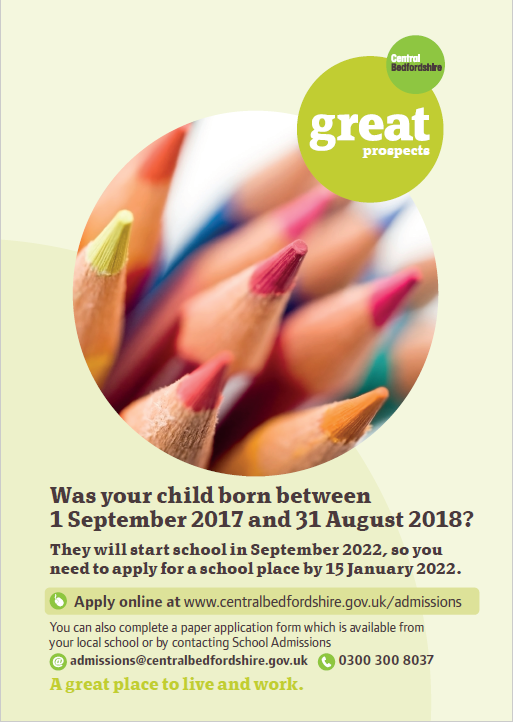 Central
Bedfordshire
great
prospects
Was your child born between
1 September 2017 and 31 August 2018?
They will start school in September 2022, so you
need to apply for a school place by 15 January 2022.
Apply online at www.centralbedfordshire.gov.uk/admissions
You can also complete a paper application form which is available from
your local school or by contacting School Admissions
@ admissions@centralbedfordshire.gov.uk 0300 300 8037
A great place to live and work.